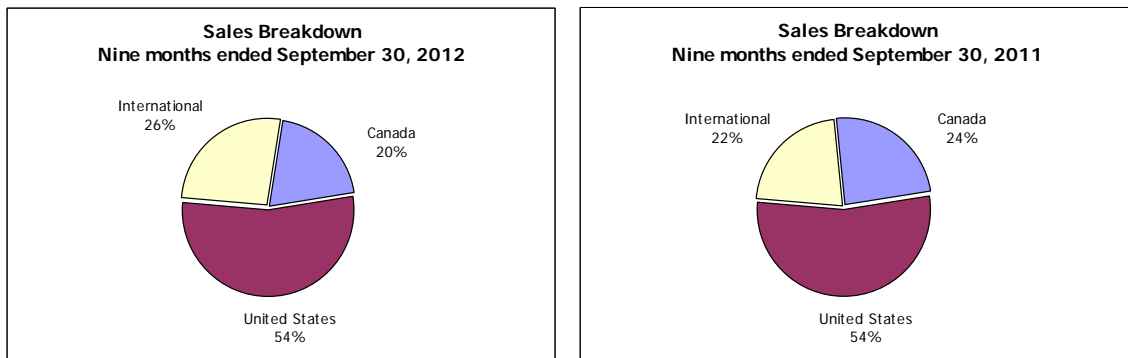 Sales Breakdown
Nine months ended September 30, 2012
International
26%
Canada
20%
United States
54%
Sales Breakdown
Nine months ended September 30, 2011
International
22%
Canada
24%
United States
54%